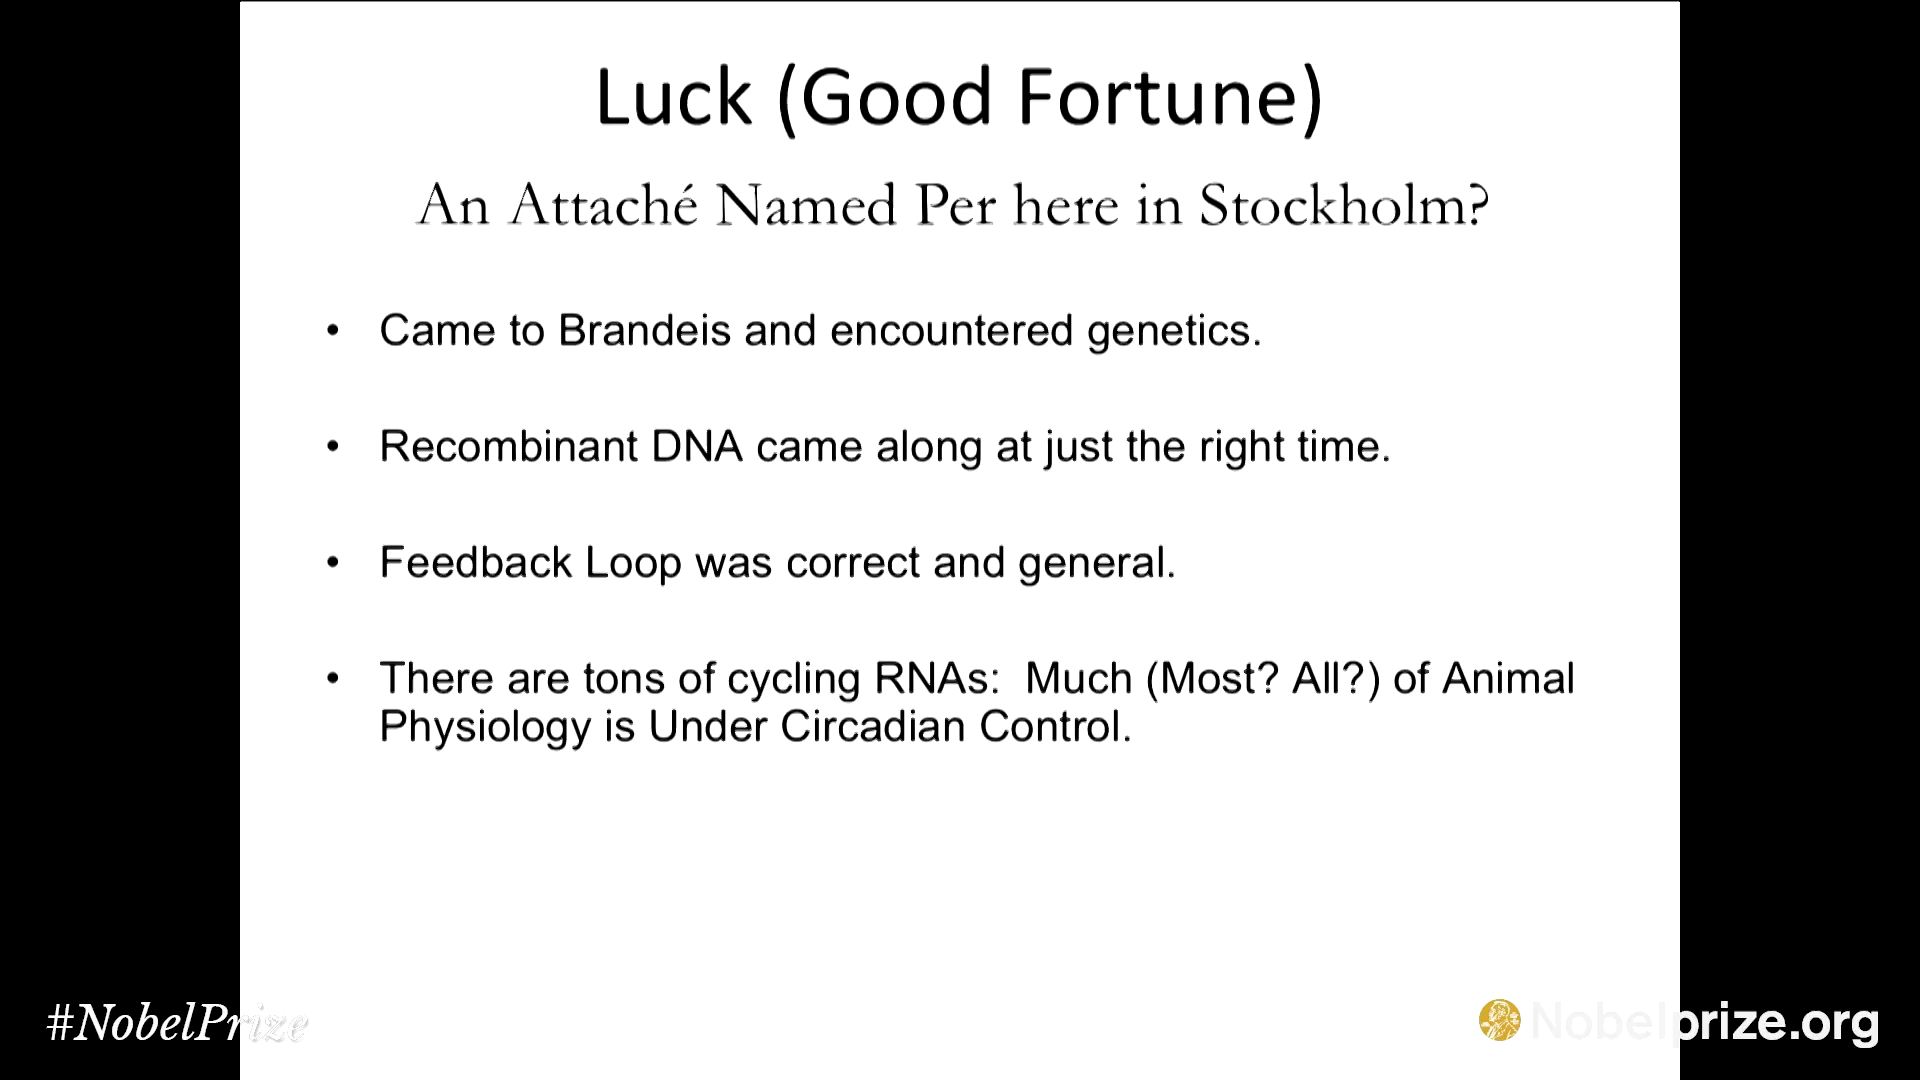 Luck (Good Fortune)
An Attaché Named Per here in Stockholm?
• Came to Brandeis and encountered genetics.
• Recombinant DNA came along at just the right time.
• Feedback Loop was correct and general.
• There are tons of cycling RNAs:  Much (Most? All?) of Animal
Physiology is Under Circadian Control.
#NobelPrize
Nobelprize.org